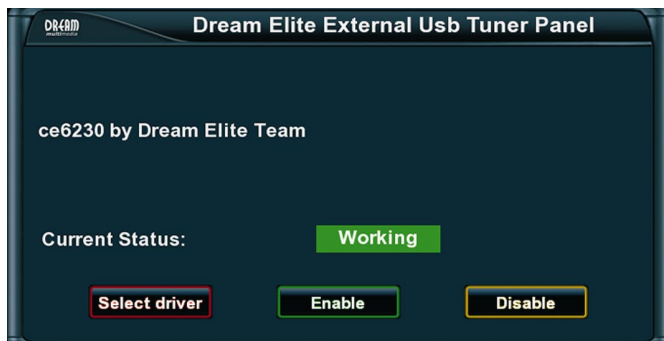 DREAM
multimedia
Dream Elite External Usb Tuner Panel
ce6230 by Dream Elite Team
Current Status:
Working
Select driver
Enable
Disable